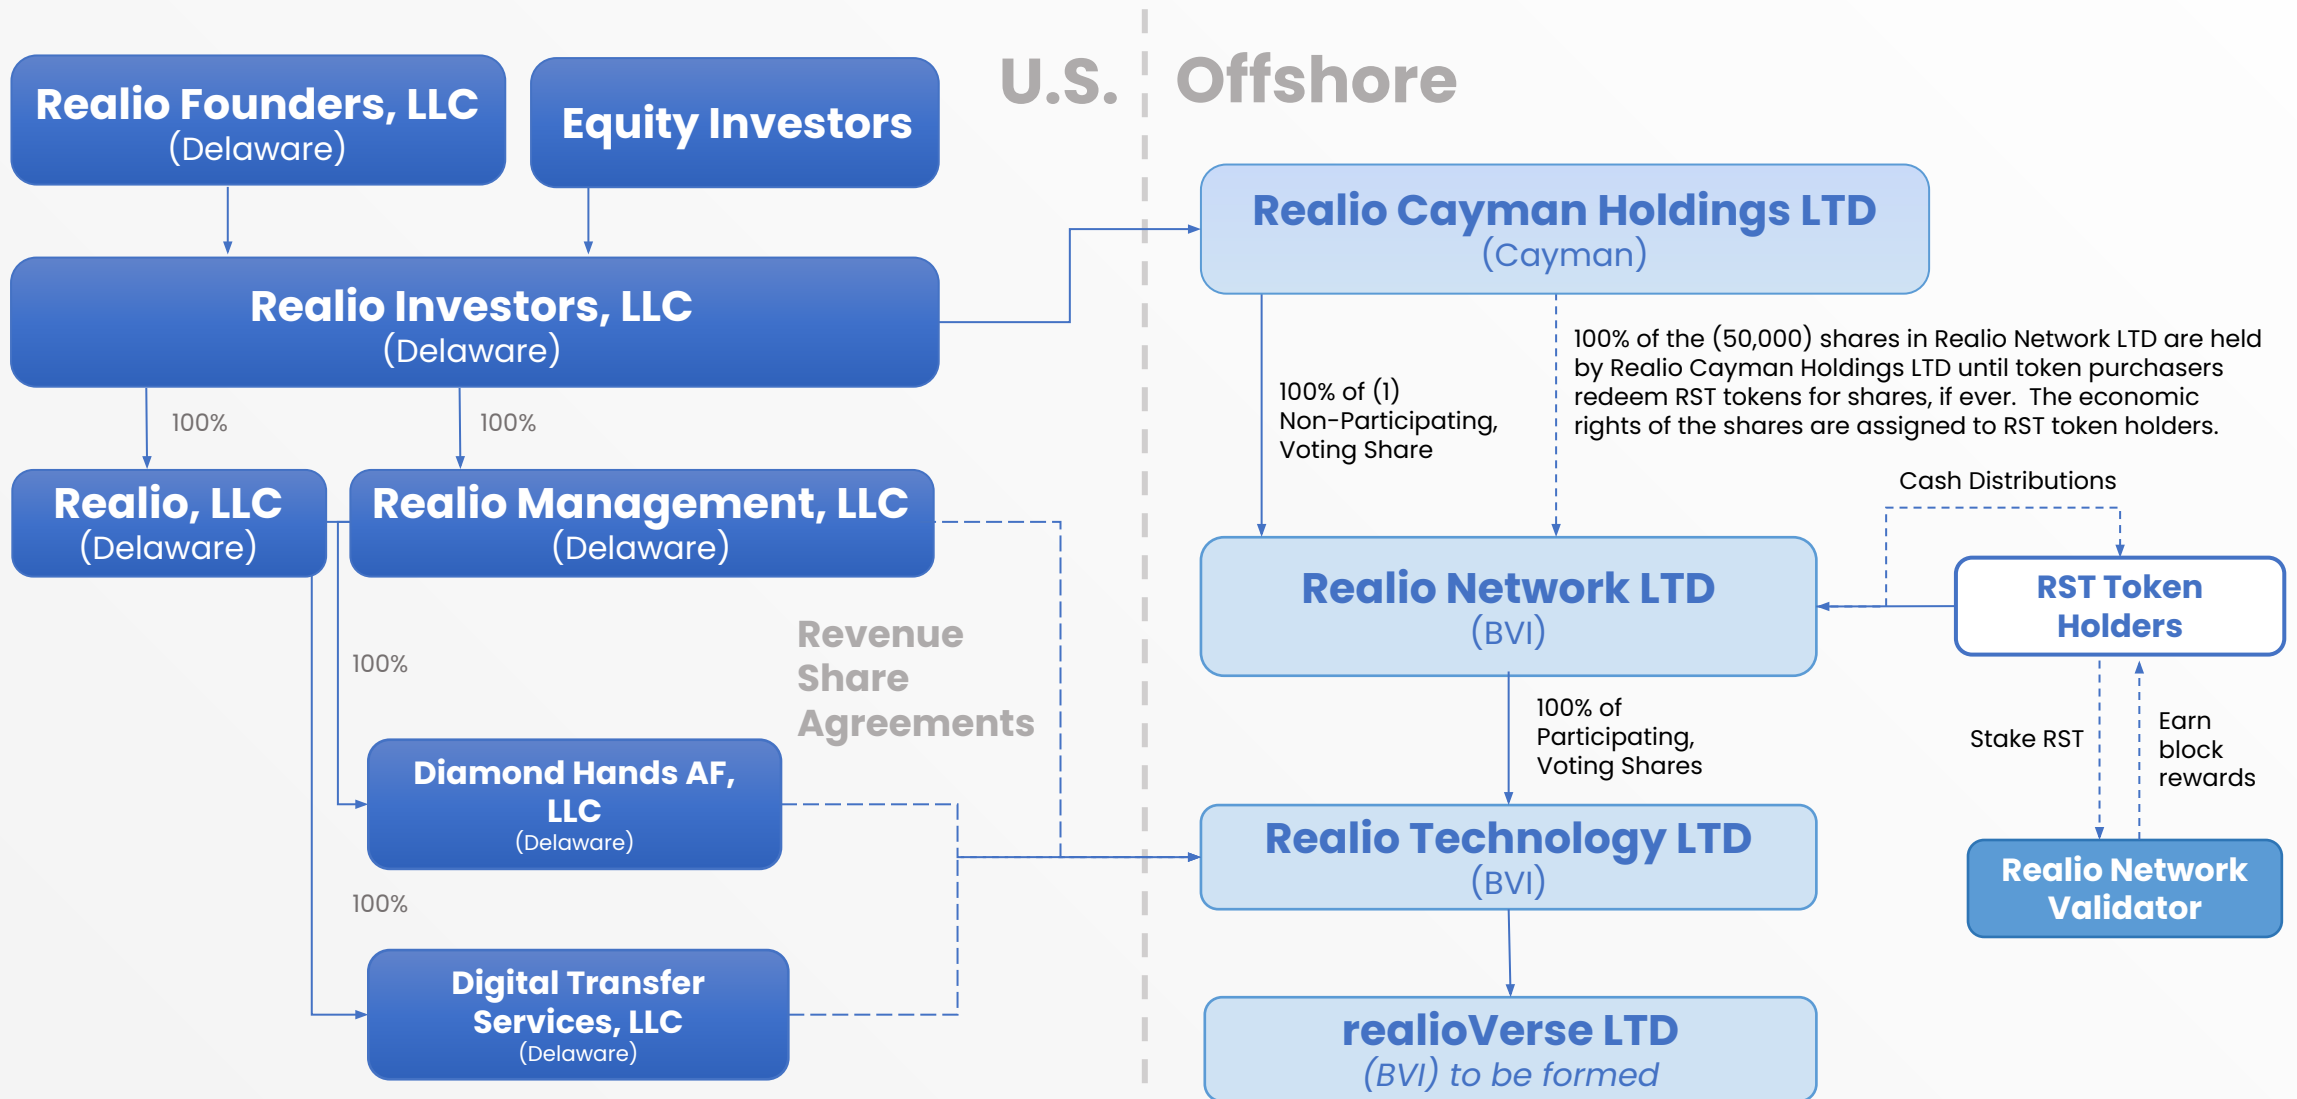 U.S.
Offshore
Realio Founders, LLC
(Delaware)
Equity Investors
Realio Cayman Holdings LTD
(Cayman)
Realio Investors, LLC
(Delaware)
100% of the (50,000) shares in Realio Network LTD are held
by Realio Cayman Holdings LTD until token purchasers
redeem RST tokens for shares, if ever.  The economic
rights of the shares are assigned to RST token holders.
100% of (1)
Non-Participating,
Voting Share
100%
100%
Cash Distributions
Realio, LLC
(Delaware)
Realio Management, LLC
(Delaware)
Realio Network LTD
(BVI)
RST Token
Holders
Revenue
Share
Agreements
100%
100% of
Participating,
Voting Shares
Stake RST
Earn
block
rewards
Diamond Hands AF,
LLC
(Delaware)
Realio Technology LTD
(BVI)
Realio Network
Validator
100%
Digital Transfer
Services, LLC
(Delaware)
realioVerse LTD
(BVI) to be formed